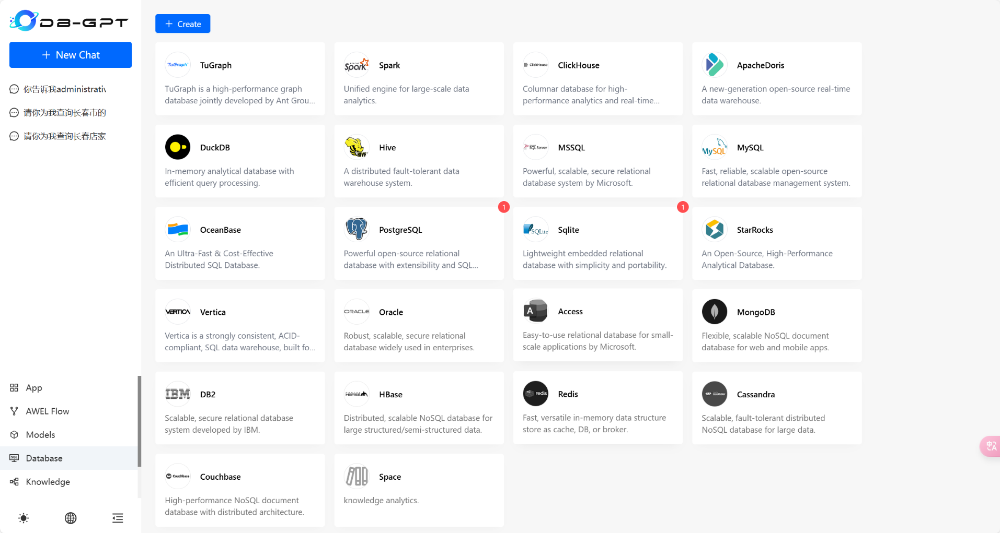 DB-GPT
+ New Chat
你告诉我administrativ
请你为我查询长春市的
请你为我查询长春店家
App
AWEL Flow
Models
SQL
Database
Knowledge
+ Create
TuGraph
TuGraph
TuGraph is a high-performance graph
database jointly developed by Ant Grou...
APACHE
Spark
Spark
Unified engine for large-scale data
analytics.
ClickHouse
ClickHouse
Columnar database for high-
performance analytics and real-time...
ApacheDoris
A new-generation open-source real-time
data warehouse.
DuckDB
In-memory analytical database with
efficient query processing.
HIVE
Hive
A distributed fault-tolerant data
warehouse system.
SQL Server
MSSQL
Powerful, scalable, secure relational
database system by Microsoft.
MySQL
MySQL
Fast, reliable, scalable open-source
relational database management system.
OceanBase
An Ultra-Fast & Cost-Effective
Distributed SQL Database.
1
PostgreSQL
Powerful open-source relational
database with extensibility and SQL...
1
SQLite
Sqlite
Lightweight embedded relational
database with simplicity and portability.
StarRocks
An Open-Source, High-Performance
Analytical Database.
VERTICA
Vertica
Vertica is a strongly consistent, ACID-
compliant, SQL data warehouse, built fo...
ORACLE
Oracle
Robust, scalable, secure relational
database widely used in enterprises.
A
Access
Easy-to-use relational database for small-
scale applications by Microsoft.
MongoDB
Flexible, scalable NoSQL document
database for web and mobile apps.
IBM
DB2
Scalable, secure relational database
system developed by IBM.
HBASE
HBase
Distributed, scalable NoSQL database for
large structured/semi-structured data.
redis
Redis
Fast, versatile in-memory data structure
store as cache, DB, or broker.
CASSANDRA
Cassandra
Scalable, fault-tolerant distributed
NoSQL database for large data.
Couchbase
Couchbase
High-performance NoSQL document
database with distributed architecture.
Space
knowledge analytics.
中A